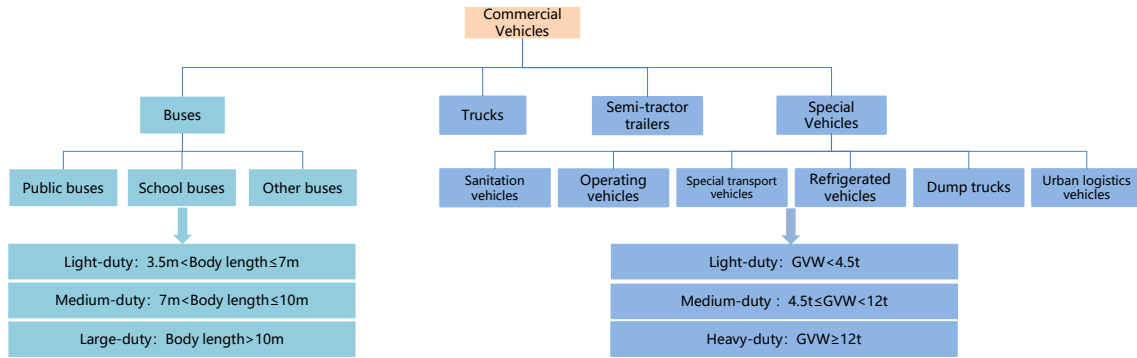 Commercial
Vehicles
Buses
Trucks
Semi-tractor
trailers
Special
Vehicles
Public buses
School buses
Other buses
Sanitation
vehicles
Operating
vehicles
Special transport
vehicles
Refrigerated
vehicles
Dump trucks
Urban logistics
vehicles
Light-duty: 3.5m<Body length≤7m
Medium-duty: 7m<Body length≤10m
Large-duty: Body length>10m
Light-duty: GVW<4.5t
Medium-duty : 4.5t≤GVW<12t
Heavy-duty: GVW≥12t